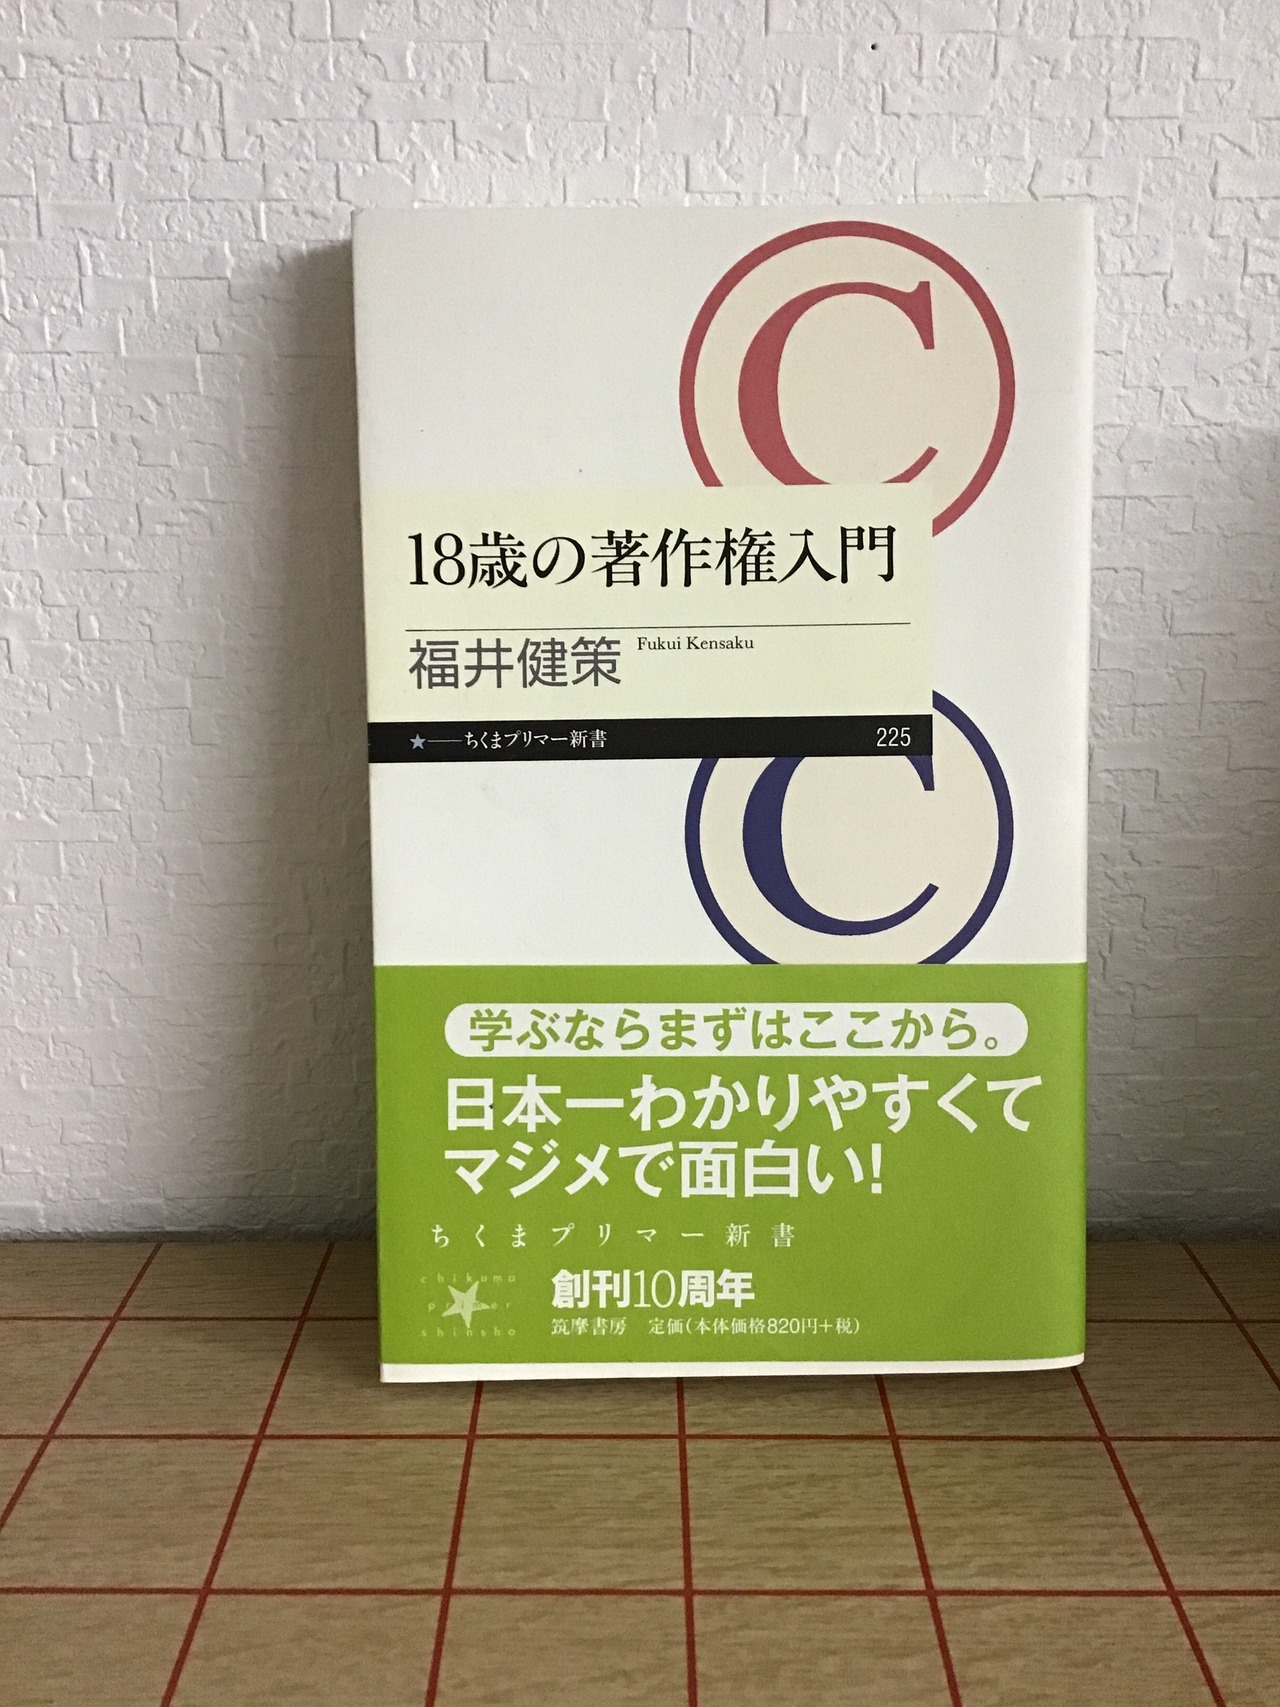 C
18歳の著作権入門
福井健策 Fukui Kensaku
★──ちくまプリマー新書 225
C
学ぶならまずはここから。
日本一わかりやすくて
マジメで面白い!
ちくまプリマー新書
chikuma
primer
shinsho
創刊10周年
筑摩書房 定価(本体価格820円+税)